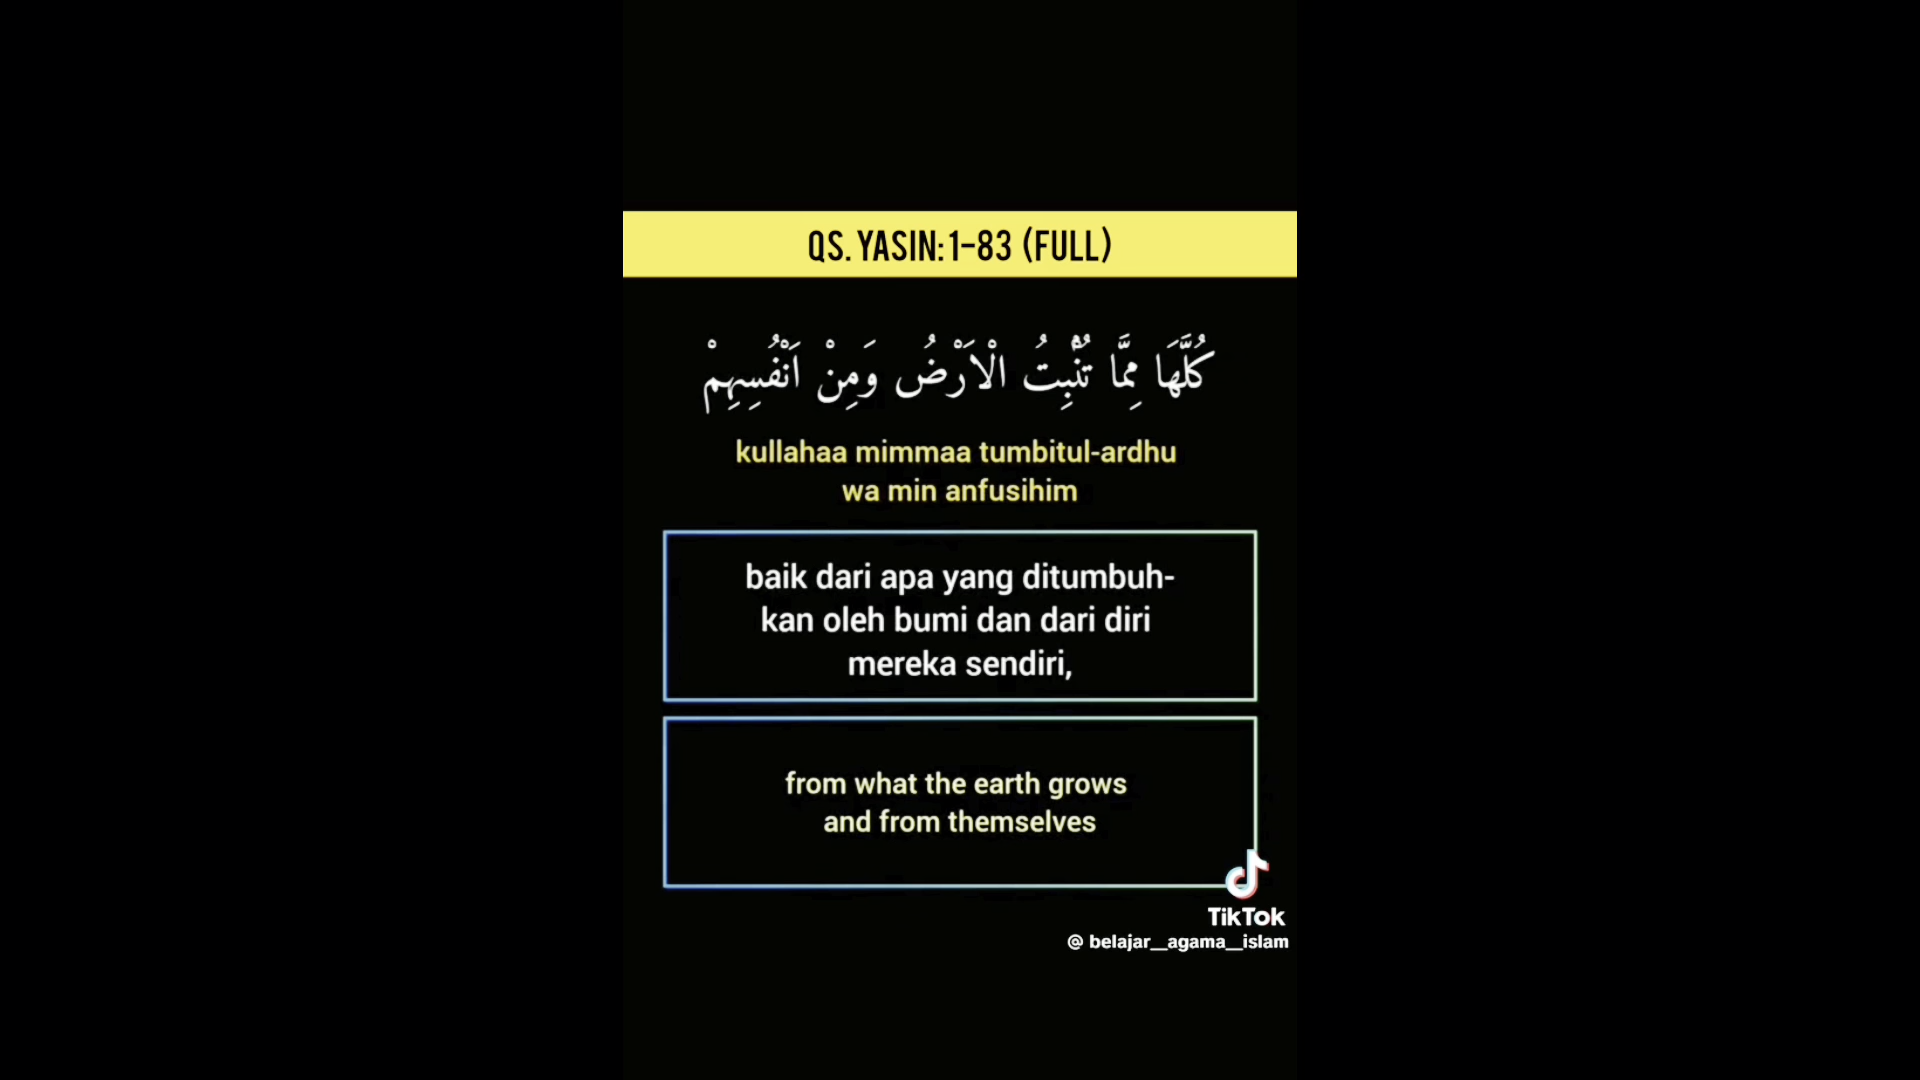 QS. YASIN: 1-83 (FULL)
كُلَّهَا مِمَّا تُنْۢبِتُ الْاَرْضُ وَمِنْ اَنْفُسِهِمْ
kullahaa mimmaa tumbitul-ardhu
wa min anfusihim
baik dari apa yang ditumbuh-
kan oleh bumi dan dari diri
mereka sendiri,
from what the earth grows
and from themselves
TikTok
@ belajar__agama__islam